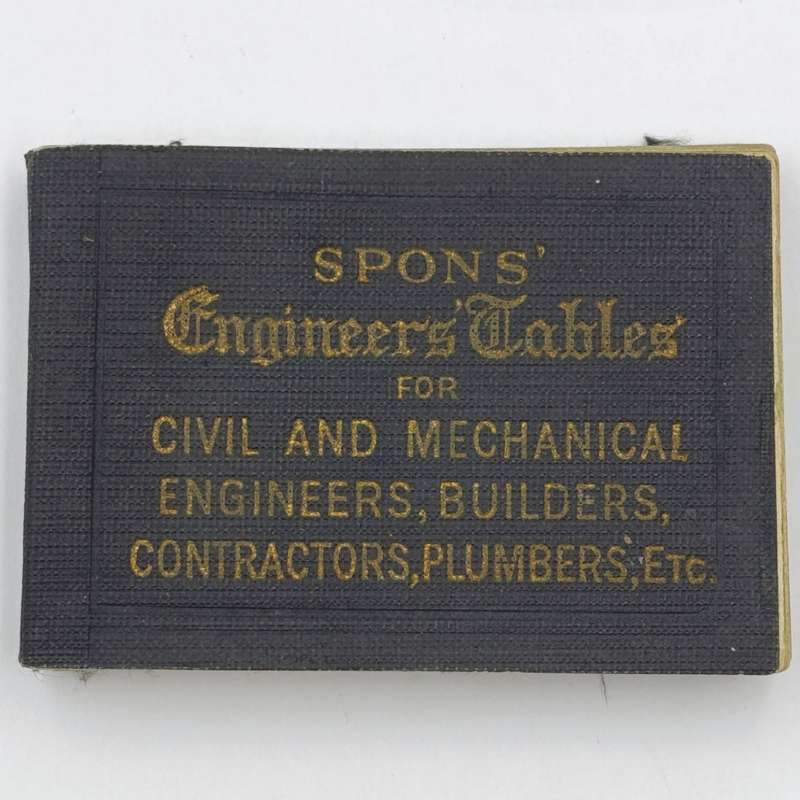 SPONS'
Engineers' Tables
FOR
CIVIL AND MECHANICAL
ENGINEERS, BUILDERS,
CONTRACTORS, PLUMBERS, ETC.